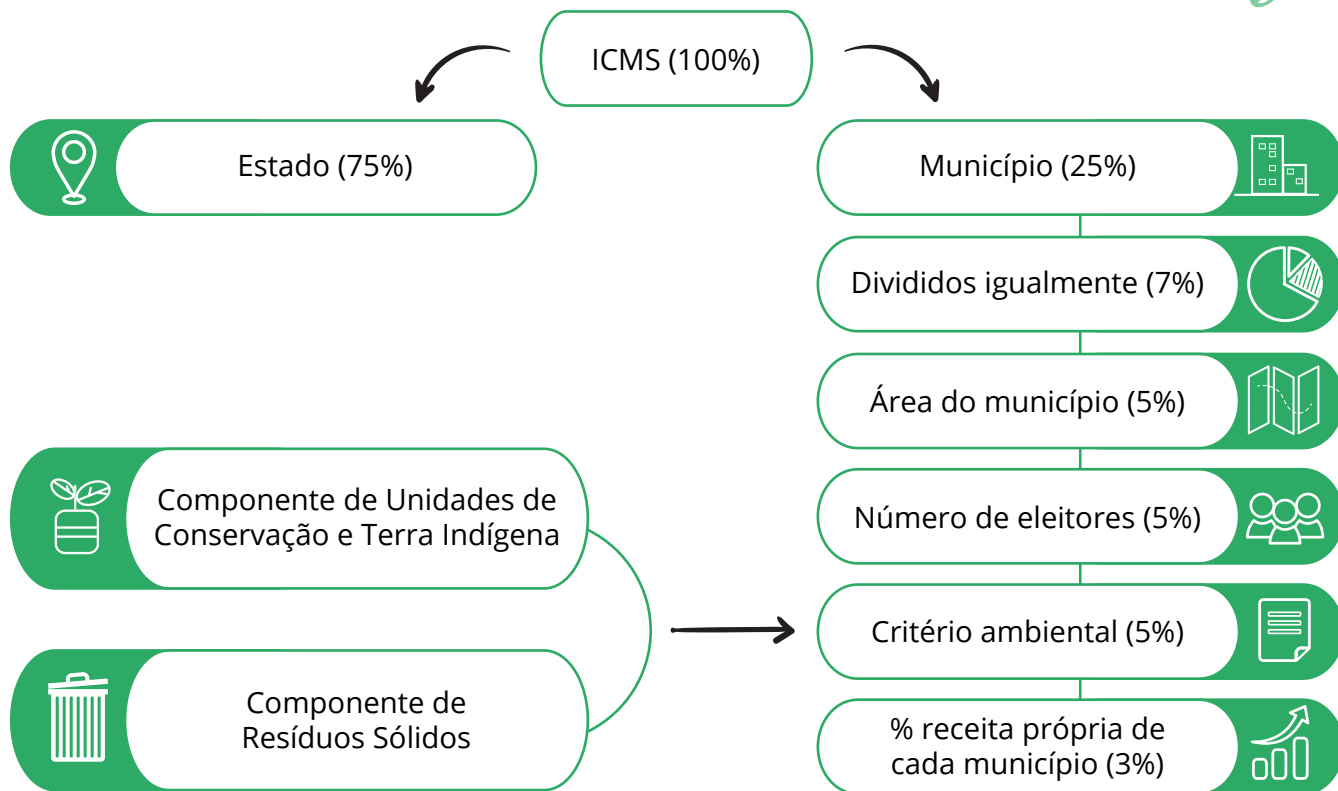 ICMS (100%)
Estado (75%)
Município (25%)
Divididos igualmente (7%)
Área do município (5%)
Número de eleitores (5%)
Componente de Unidades de
Conservação e Terra Indígena
Critério ambiental (5%)
Componente de
Resíduos Sólidos
% receita própria de
cada município (3%)